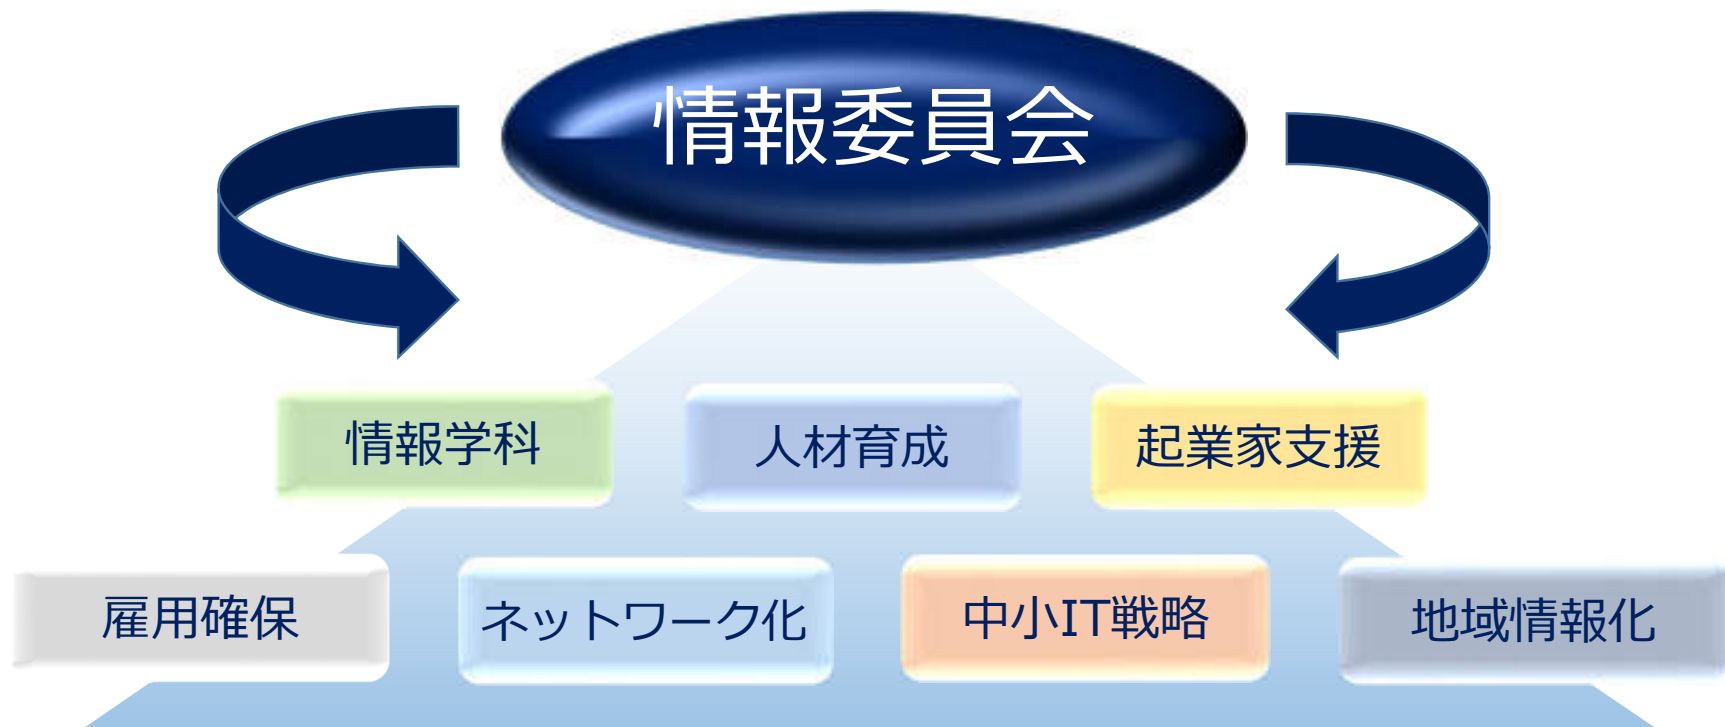 情報委員会
情報学科
人材育成
起業家支援
雇用確保
ネットワーク化
中小IT戦略
地域情報化